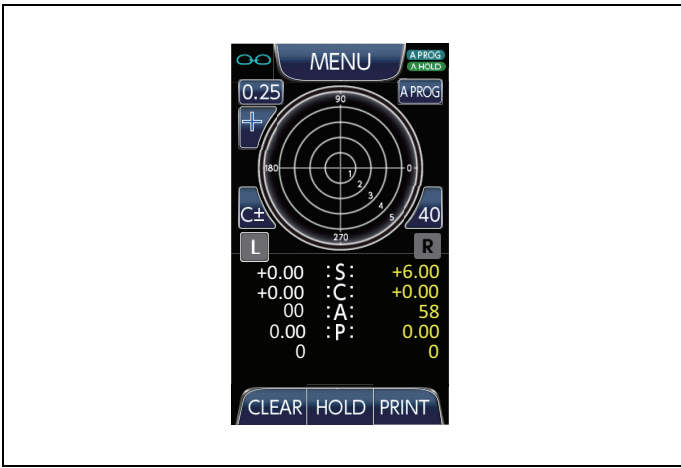 MENU
A PROG
A HOLD
0.25
A PROG
90
180
0
1
2
3
4
5
270
C±
40
L
R
+0.00 :S: +6.00
+0.00 :C: +0.00
00 :A: 58
0.00 :P: 0.00
0 0
CLEAR HOLD PRINT